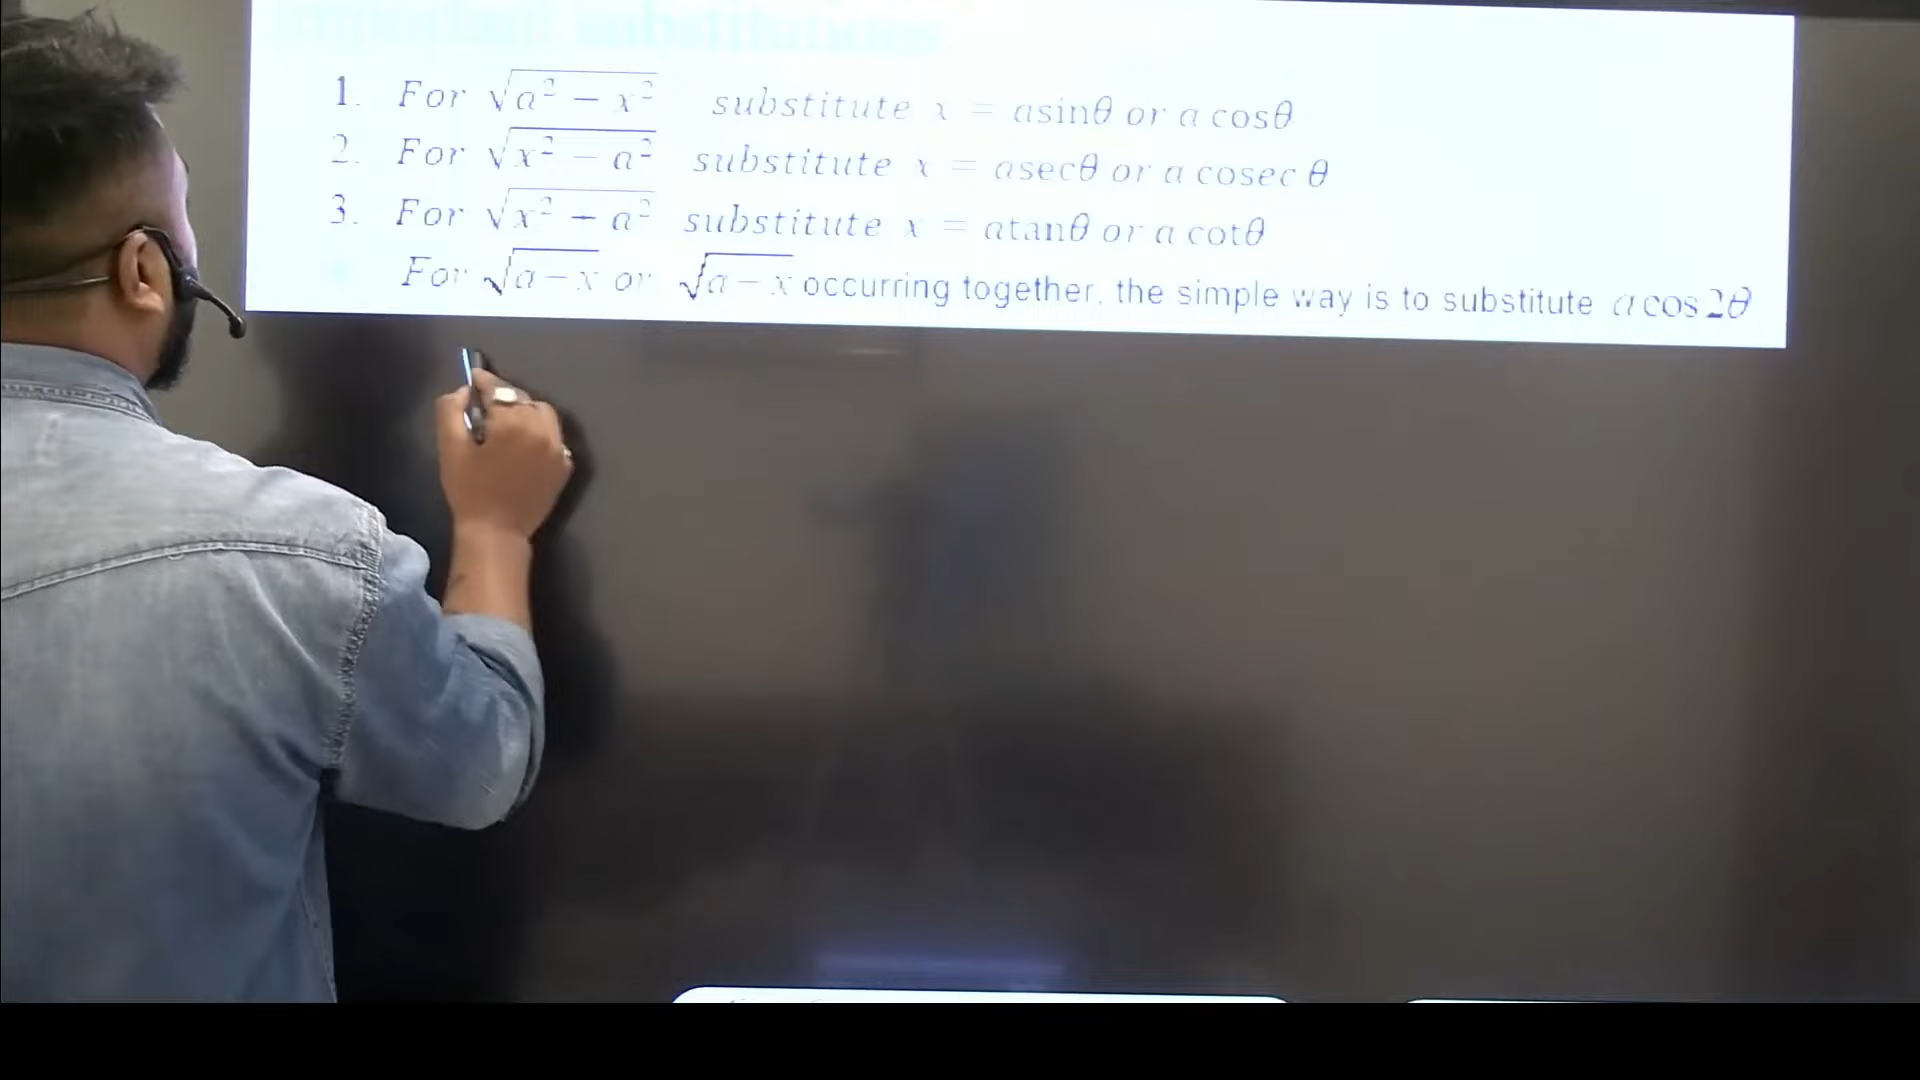 1. For √a² − x² substitute x = asinθ or a cosθ
2. For √x² − a² substitute x = asecθ or a cosec θ
3. For √x² + a² substitute x = atanθ or a cotθ
For √a − x or √a − x occurring together, the simple way is to substitute a cos 2θ